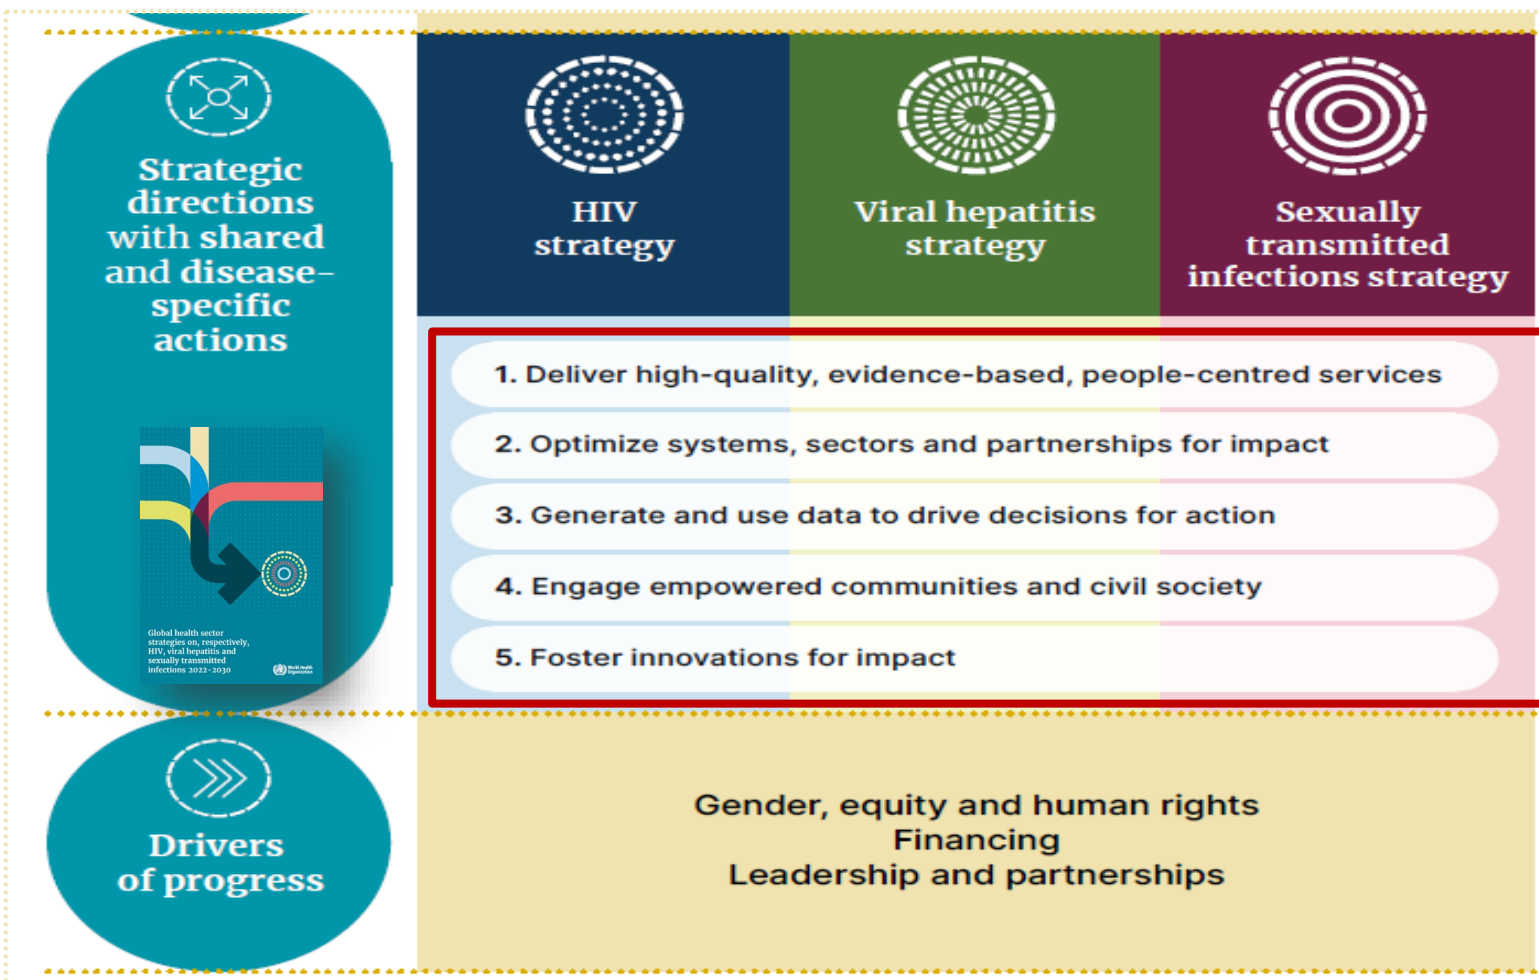 Strategic
directions
with shared
and disease-
specific
actions
Global health sector
strategies on, respectively,
HIV, viral hepatitis and
sexually transmitted
infections 2022-2030
World Health
Organization
HIV
strategy
Viral hepatitis
strategy
Sexually
transmitted
infections strategy
1. Deliver high-quality, evidence-based, people-centred services
2. Optimize systems, sectors and partnerships for impact
3. Generate and use data to drive decisions for action
4. Engage empowered communities and civil society
5. Foster innovations for impact
Drivers
of progress
Gender, equity and human rights
Financing
Leadership and partnerships